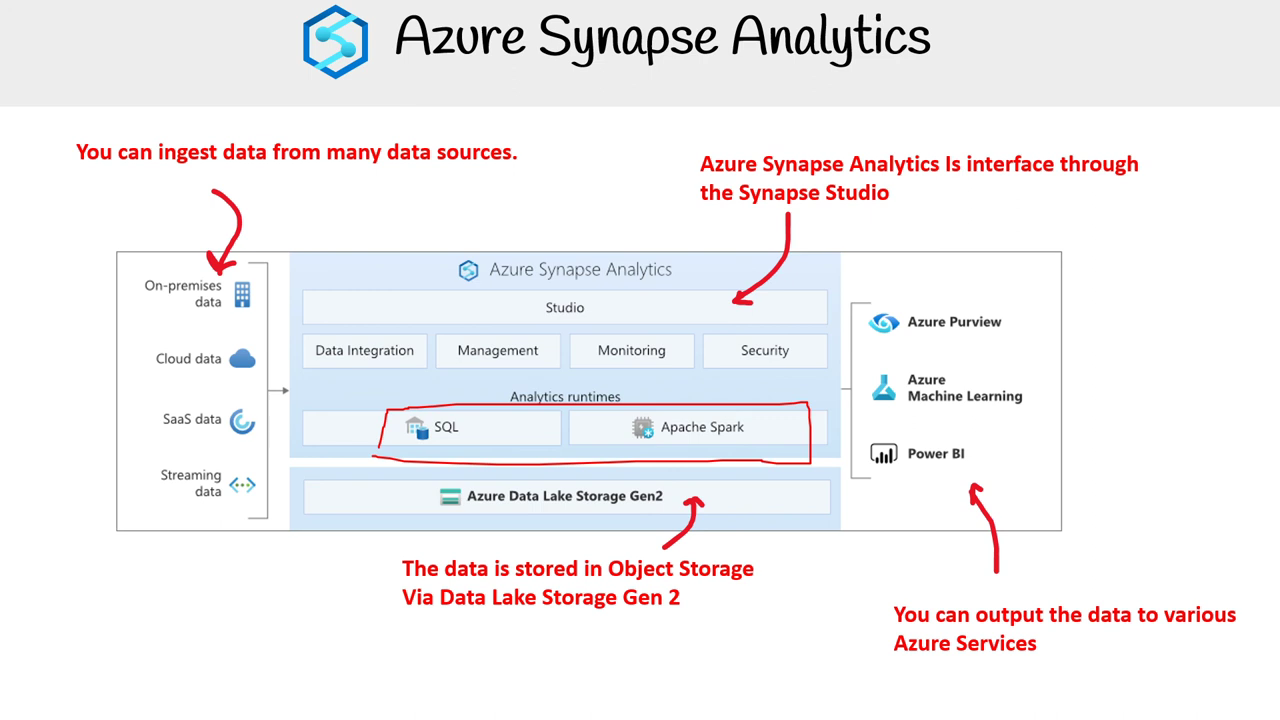 Azure Synapse Analytics
You can ingest data from many data sources.
Azure Synapse Analytics Is interface through
the Synapse Studio
On-premises
data
Cloud data
SaaS data
Streaming
data
Azure Synapse Analytics
Studio
Data Integration
Management
Monitoring
Security
Analytics runtimes
SQL
Apache Spark
Azure Data Lake Storage Gen2
Azure Purview
Azure
Machine Learning
Power BI
The data is stored in Object Storage
Via Data Lake Storage Gen 2
You can output the data to various
Azure Services